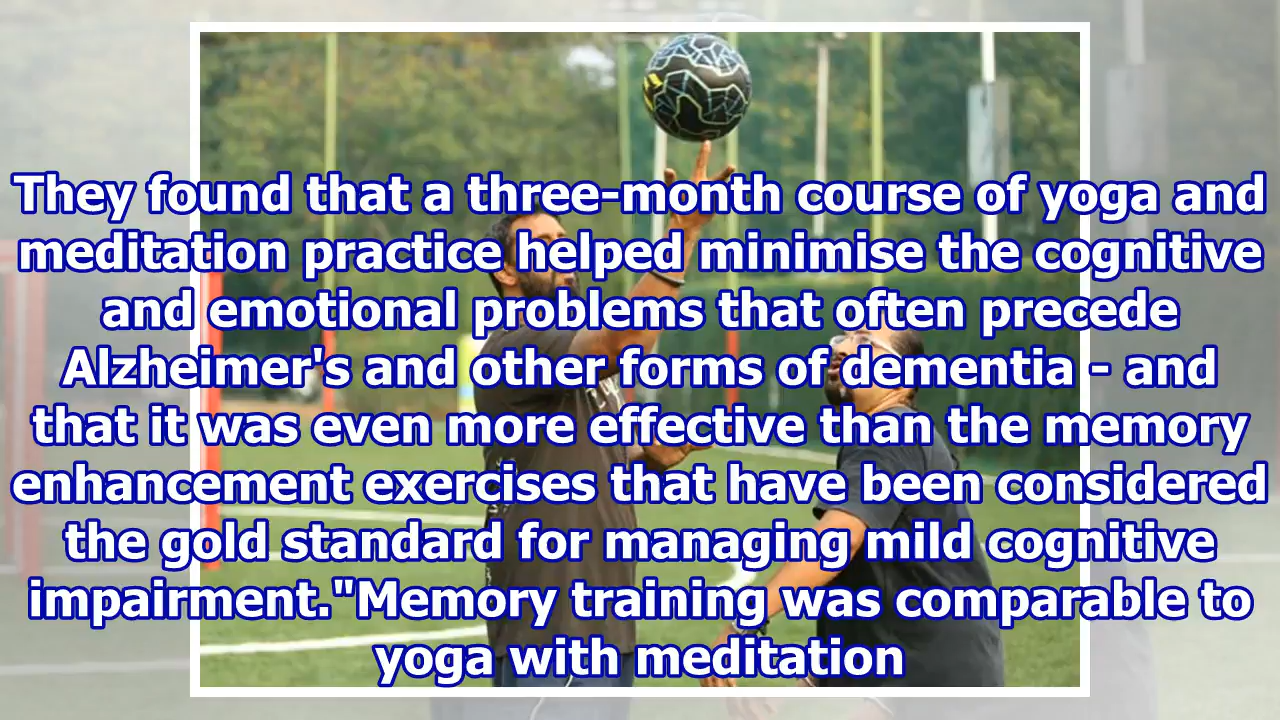 They found that a three-month course of yoga and
meditation practice helped minimise the cognitive
and emotional problems that often precede
Alzheimer's and other forms of dementia - and
that it was even more effective than the memory
enhancement exercises that have been considered
the gold standard for managing mild cognitive
impairment."Memory training was comparable to
yoga with meditation